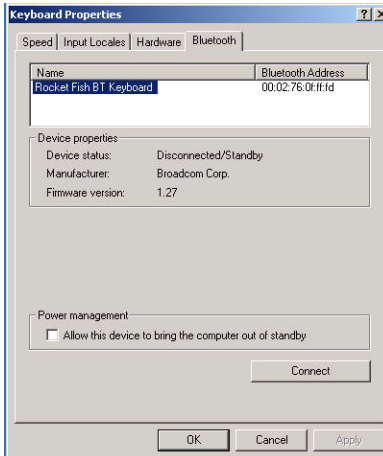 Keyboard Properties
Speed Input Locales Hardware Bluetooth
Name Bluetooth Address
Rocket Fish BT Keyboard 00:02:76:0f:ff:fd
Device properties
Device status: Disconnected/Standby
Manufacturer: Broadcom Corp.
Firmware version: 1.27
Power management
Allow this device to bring the computer out of standby
Connect
OK Cancel Apply